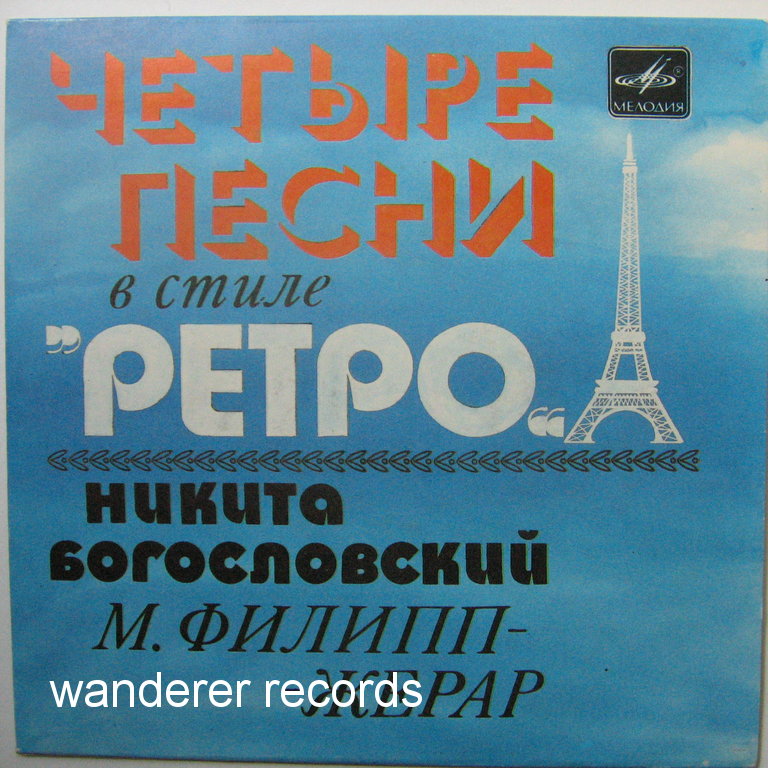 ЧЕТЫРЕ
МЕЛОДИЯ
ПЕСНИ
в стиле
„РЕТРО“
НИКИТА
БОГОСЛОВСКИЙ
М. ФИЛИПП-
ЖЕРАР
wanderer records